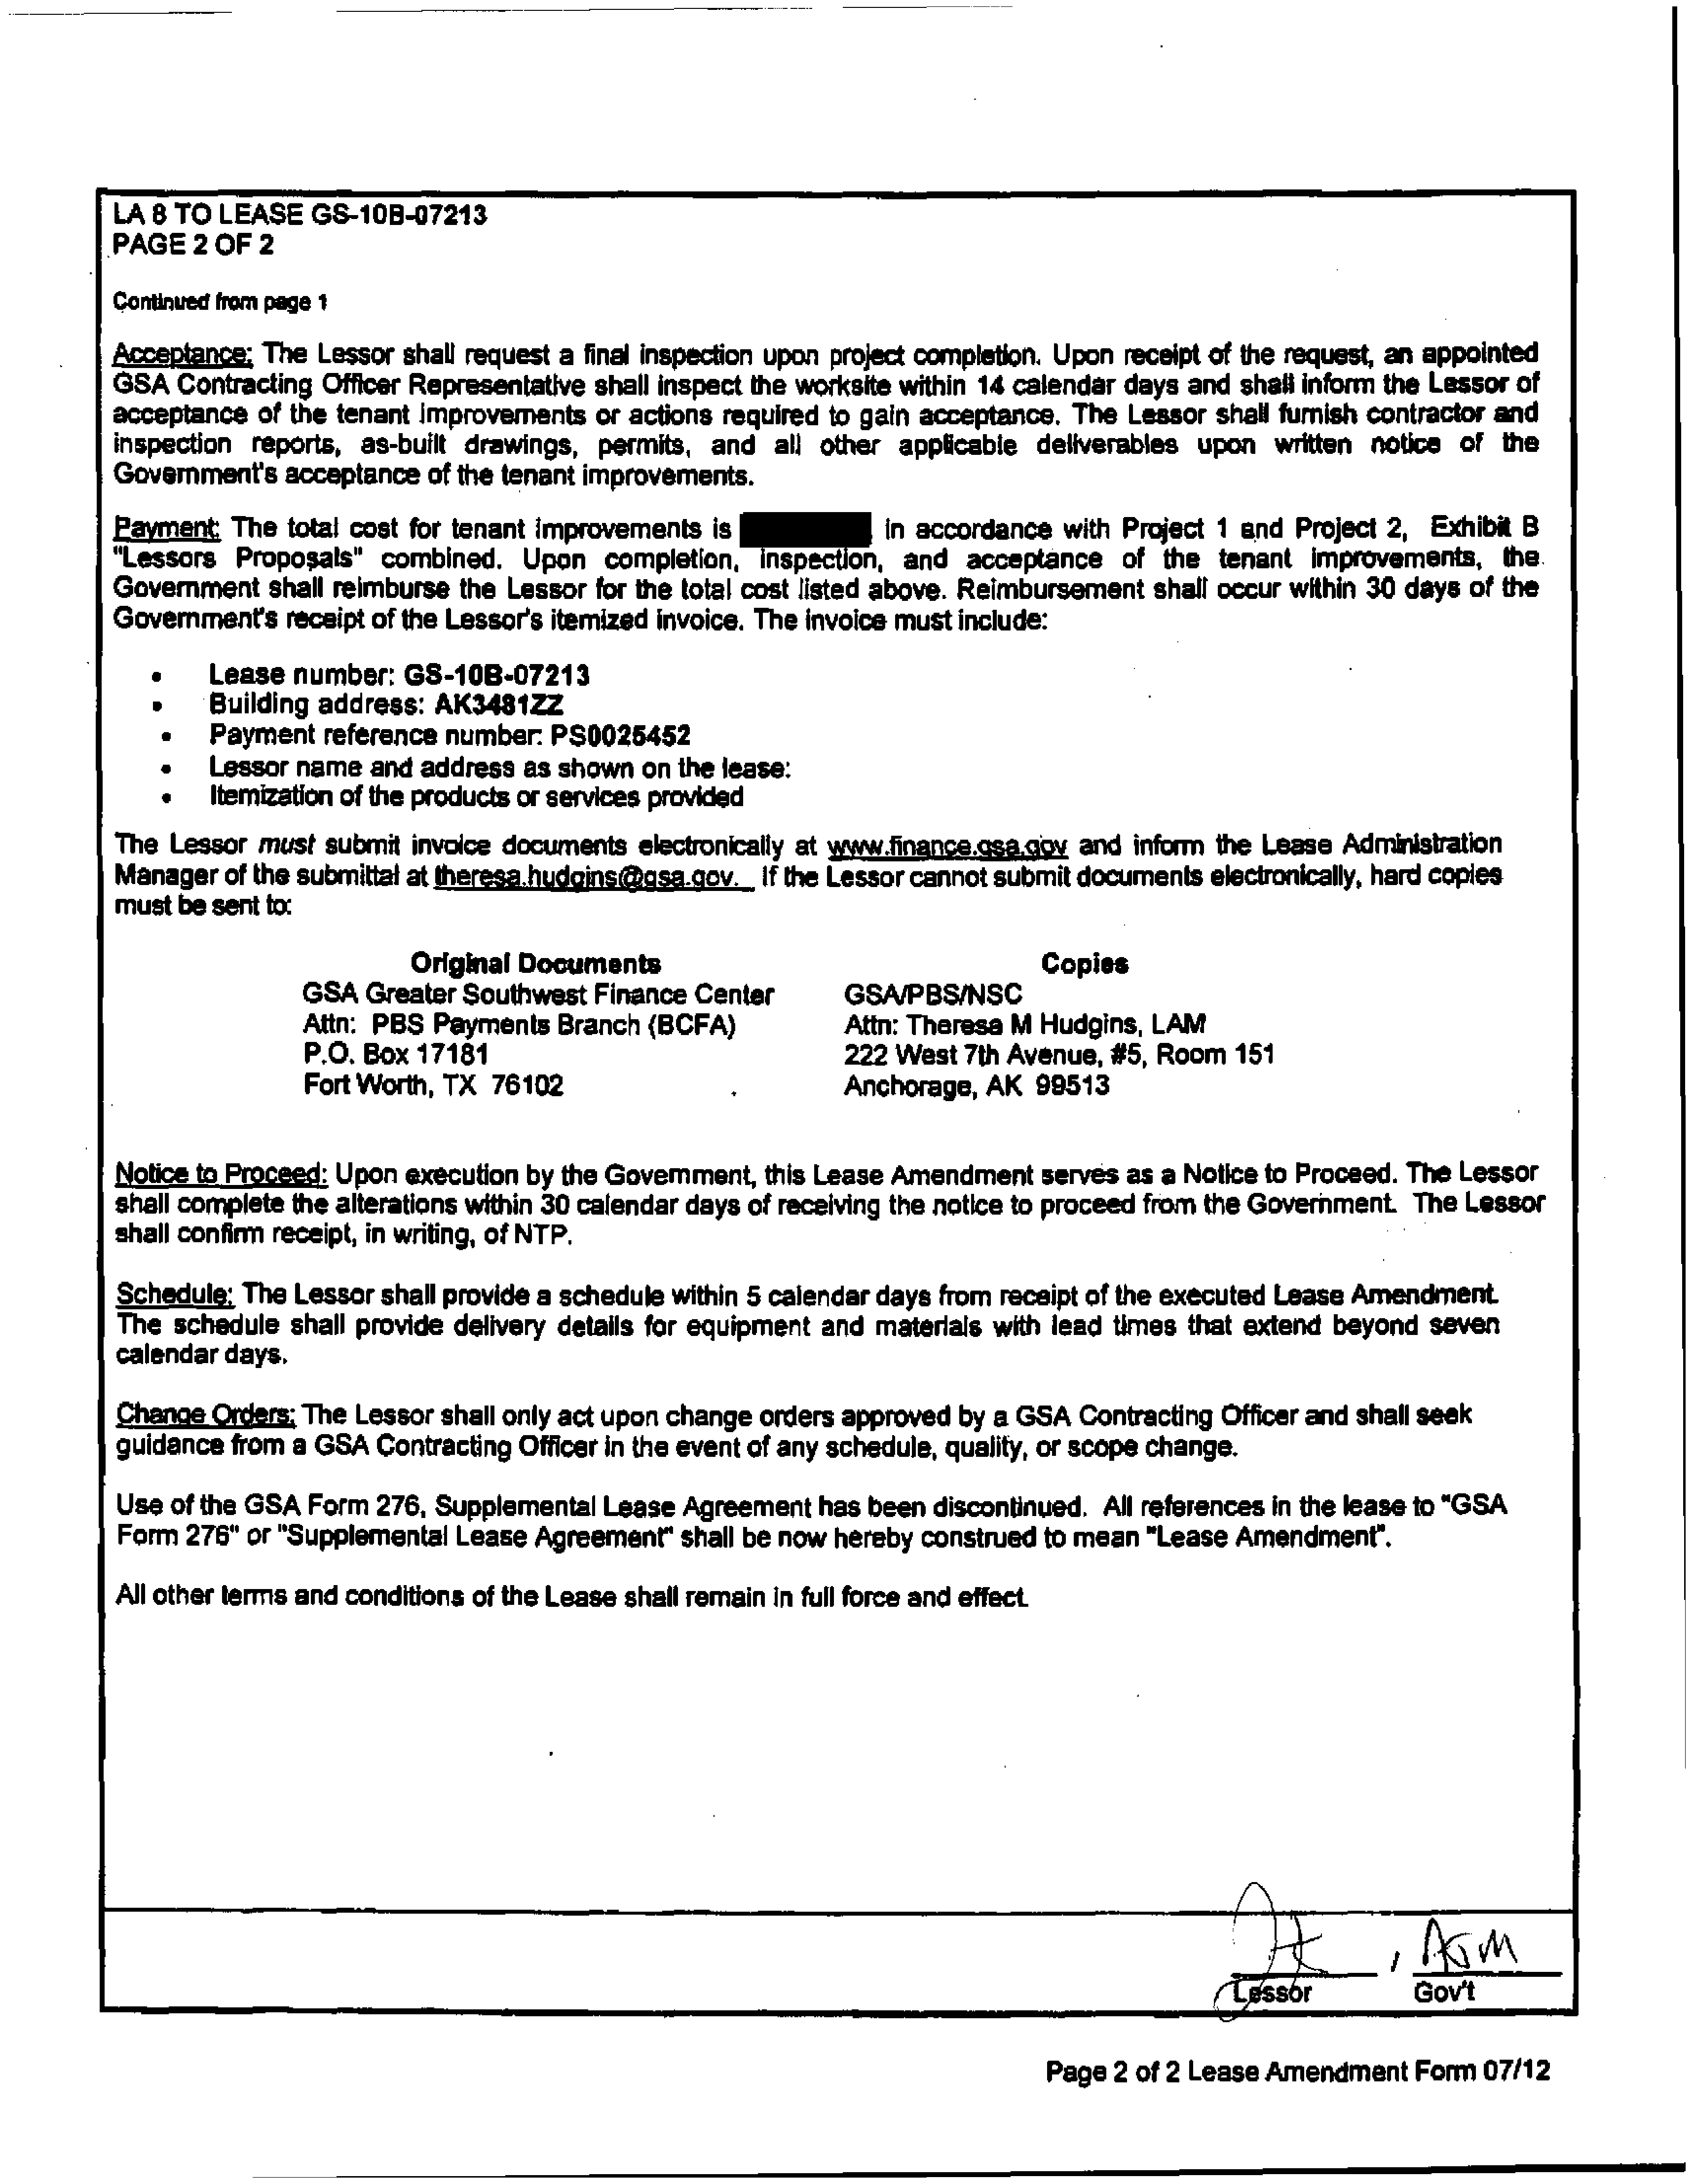 LA 8 TO LEASE GS-10B-07213
PAGE 2 OF 2
Continued from page 1
Acceptance: The Lessor shall request a final inspection upon project completion. Upon receipt of the request, an appointed
GSA Contracting Officer Representative shall inspect the worksite within 14 calendar days and shall inform the Lessor of
acceptance of the tenant improvements or actions required to gain acceptance. The Lessor shall furnish contractor and
inspection reports, as-built drawings, permits, and all other applicable deliverables upon written notice of the
Government's acceptance of the tenant improvements.
Payment: The total cost for tenant improvements is in accordance with Project 1 and Project 2, Exhibit B
"Lessors Proposals" combined. Upon completion, inspection, and acceptance of the tenant improvements, the
Government shall reimburse the Lessor for the total cost listed above. Reimbursement shall occur within 30 days of the
Government's receipt of the Lessor's itemized invoice. The invoice must include:
• Lease number: GS-10B-07213
• Building address: AK3481ZZ
• Payment reference number: PS0025452
• Lessor name and address as shown on the lease:
• Itemization of the products or services provided
The Lessor must submit invoice documents electronically at www.finance.gsa.gov and inform the Lease Administration
Manager of the submittal at theresa.hudgins@gsa.gov. If the Lessor cannot submit documents electronically, hard copies
must be sent to:
Original Documents
GSA Greater Southwest Finance Center
Attn: PBS Payments Branch (BCFA)
P.O. Box 17181
Fort Worth, TX 76102
Copies
GSA/PBS/NSC
Attn: Theresa M Hudgins, LAM
222 West 7th Avenue, #5, Room 151
Anchorage, AK 99513
Notice to Proceed: Upon execution by the Government, this Lease Amendment serves as a Notice to Proceed. The Lessor
shall complete the alterations within 30 calendar days of receiving the notice to proceed from the Government. The Lessor
shall confirm receipt, in writing, of NTP.
Schedule: The Lessor shall provide a schedule within 5 calendar days from receipt of the executed Lease Amendment.
The schedule shall provide delivery details for equipment and materials with lead times that extend beyond seven
calendar days.
Change Orders: The Lessor shall only act upon change orders approved by a GSA Contracting Officer and shall seek
guidance from a GSA Contracting Officer in the event of any schedule, quality, or scope change.
Use of the GSA Form 276, Supplemental Lease Agreement has been discontinued. All references in the lease to "GSA
Form 276" or "Supplemental Lease Agreement" shall be now hereby construed to mean "Lease Amendment".
All other terms and conditions of the Lease shall remain in full force and effect.
, AJM
Lessor Gov't
Page 2 of 2 Lease Amendment Form 07/12